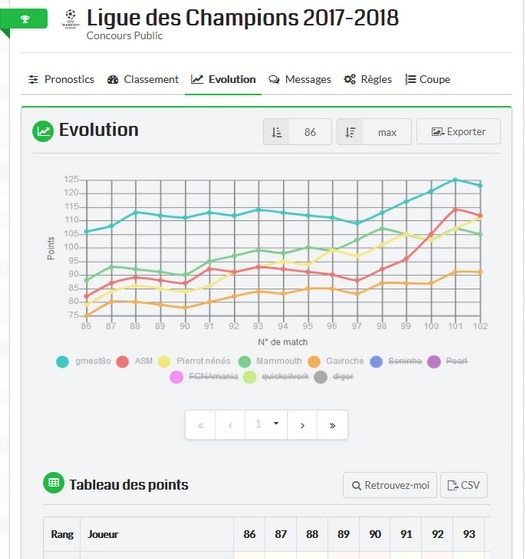 Ligue des Champions 2017-2018
Concours Public
Pronostics Classement Evolution Messages Règles Coupe
Evolution 86 max Exporter
125
120
115
110
105
100
95
90
85
80
75
Points
86 87 88 89 90 91 92 93 94 95 96 97 98 99 100 101 102
N° de match
gmest8o ASM Pierrot nénés Mammouth Gavroche Soninho Pearl
FCNAmania quicksilvork digor
« ‹ 1 › »
Tableau des points Retrouvez-moi CSV
Rang Joueur 86 87 88 89 90 91 92 93